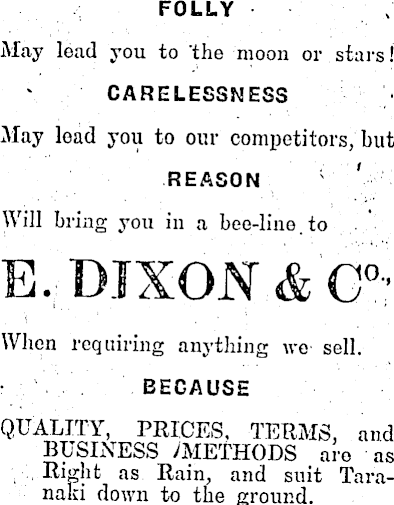 FOLLY
May lead you to the moon or stars!
CARELESSNESS
May lead you to our competitors, but
REASON
Will bring you in a bee-line to
E. DIXON & Co.,
When requiring anything we sell.
BECAUSE
QUALITY, PRICES, TERMS, and
BUSINESS METHODS are as
Right as Rain, and suit Tara-
naki down to the ground.